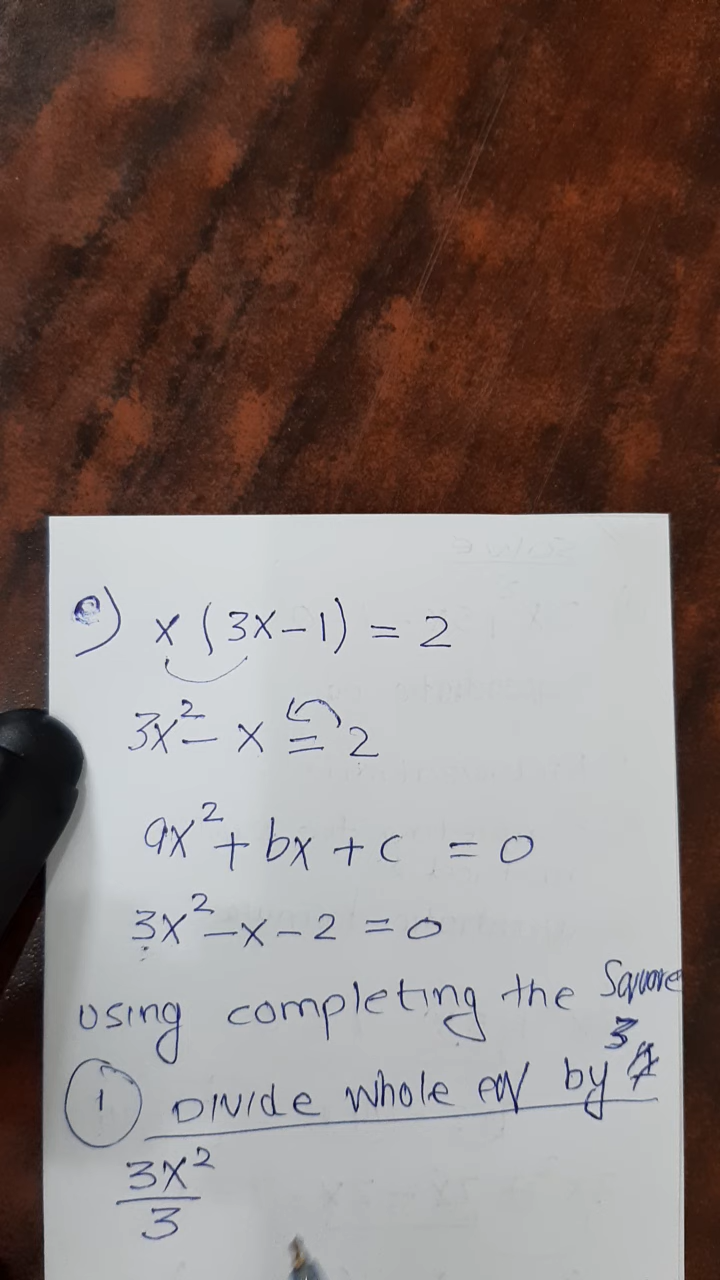 e) x(3x-1) = 2
3x² - x = 2
ax² + bx + c = 0
3x² - x - 2 = 0
using completing the Square
① DIVide whole eq by 3
3x²
3